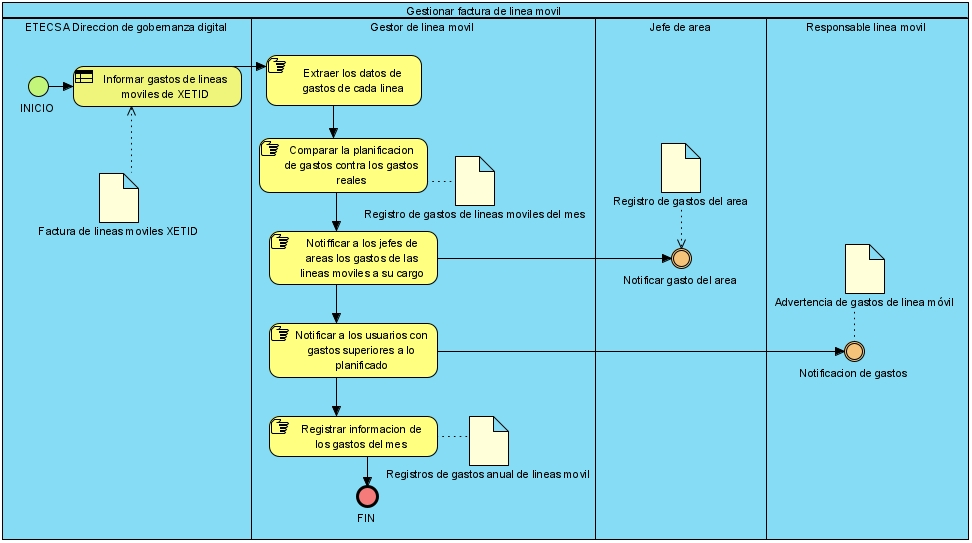 Gestionar factura de linea movil
ETECSA Direccion de gobernanza digital
Gestor de linea movil
Jefe de area
Responsable linea movil
INICIO
Informar gastos de lineas
moviles de XETID
Factura de lineas moviles XETID
Extraer los datos de
gastos de cada linea
Comparar la planificacion
de gastos contra los gastos
reales
Registro de gastos de lineas moviles del mes
Notiffcar a los jefes de
areas los gastos de las
lineas moviles a su cargo
Registro de gastos del area
Notificar gasto del area
Notificar a los usuarios con
gastos superiores a lo
planificado
Advertencia de gastos de linea móvil
Notificacion de gastos
Registrar informacion de
los gastos del mes
Registros de gastos anual de lineas movil
FIN